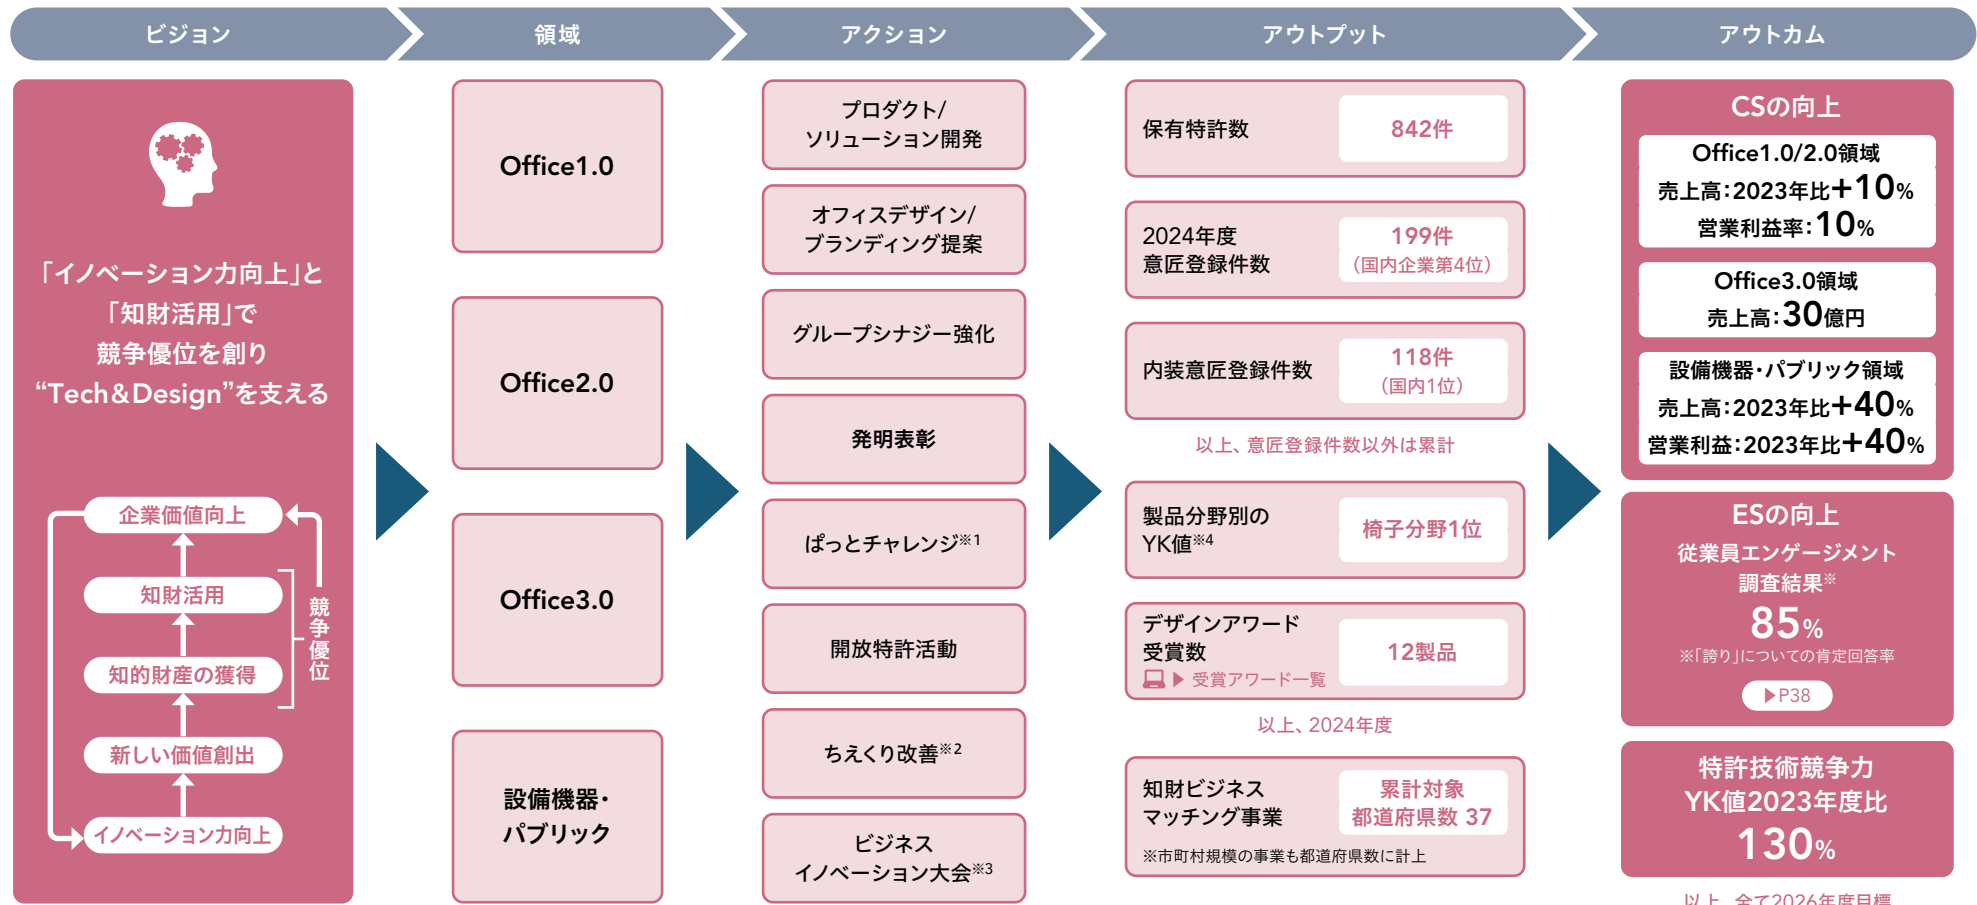 ビジョン
領域
アクション
アウトプット
アウトカム
「イノベーション力向上」と
「知財活用」で
競争優位を創り
“Tech&Design”を支える
企業価値向上
知財活用
知的財産の獲得
新しい価値創出
イノベーション力向上
競争優位
Office1.0
Office2.0
Office3.0
設備機器・
パブリック
プロダクト/
ソリューション開発
オフィスデザイン/
ブランディング提案
グループシナジー強化
発明表彰
ぱっとチャレンジ※1
開放特許活動
ちえくり改善※2
ビジネス
イノベーション大会※3
保有特許数
842件
2024年度
意匠登録件数
199件
(国内企業第4位)
内装意匠登録件数
118件
(国内1位)
以上、意匠登録件数以外は累計
製品分野別の
YK値※4
椅子分野1位
デザインアワード
受賞数
▶ 受賞アワード一覧
12製品
以上、2024年度
知財ビジネス
マッチング事業
累計対象
都道府県数 37
※市町村規模の事業も都道府県数に計上
CSの向上
Office1.0/2.0領域
売上高：2023年比+10%
営業利益率：10%
Office3.0領域
売上高：30億円
設備機器・パブリック領域
売上高：2023年比+40%
営業利益：2023年比+40%
ESの向上
従業員エンゲージメント
調査結果※
85%
※「誇り」についての肯定回答率
▶P38
特許技術競争力
YK値2023年度比
130%
以上、全て2026年度目標